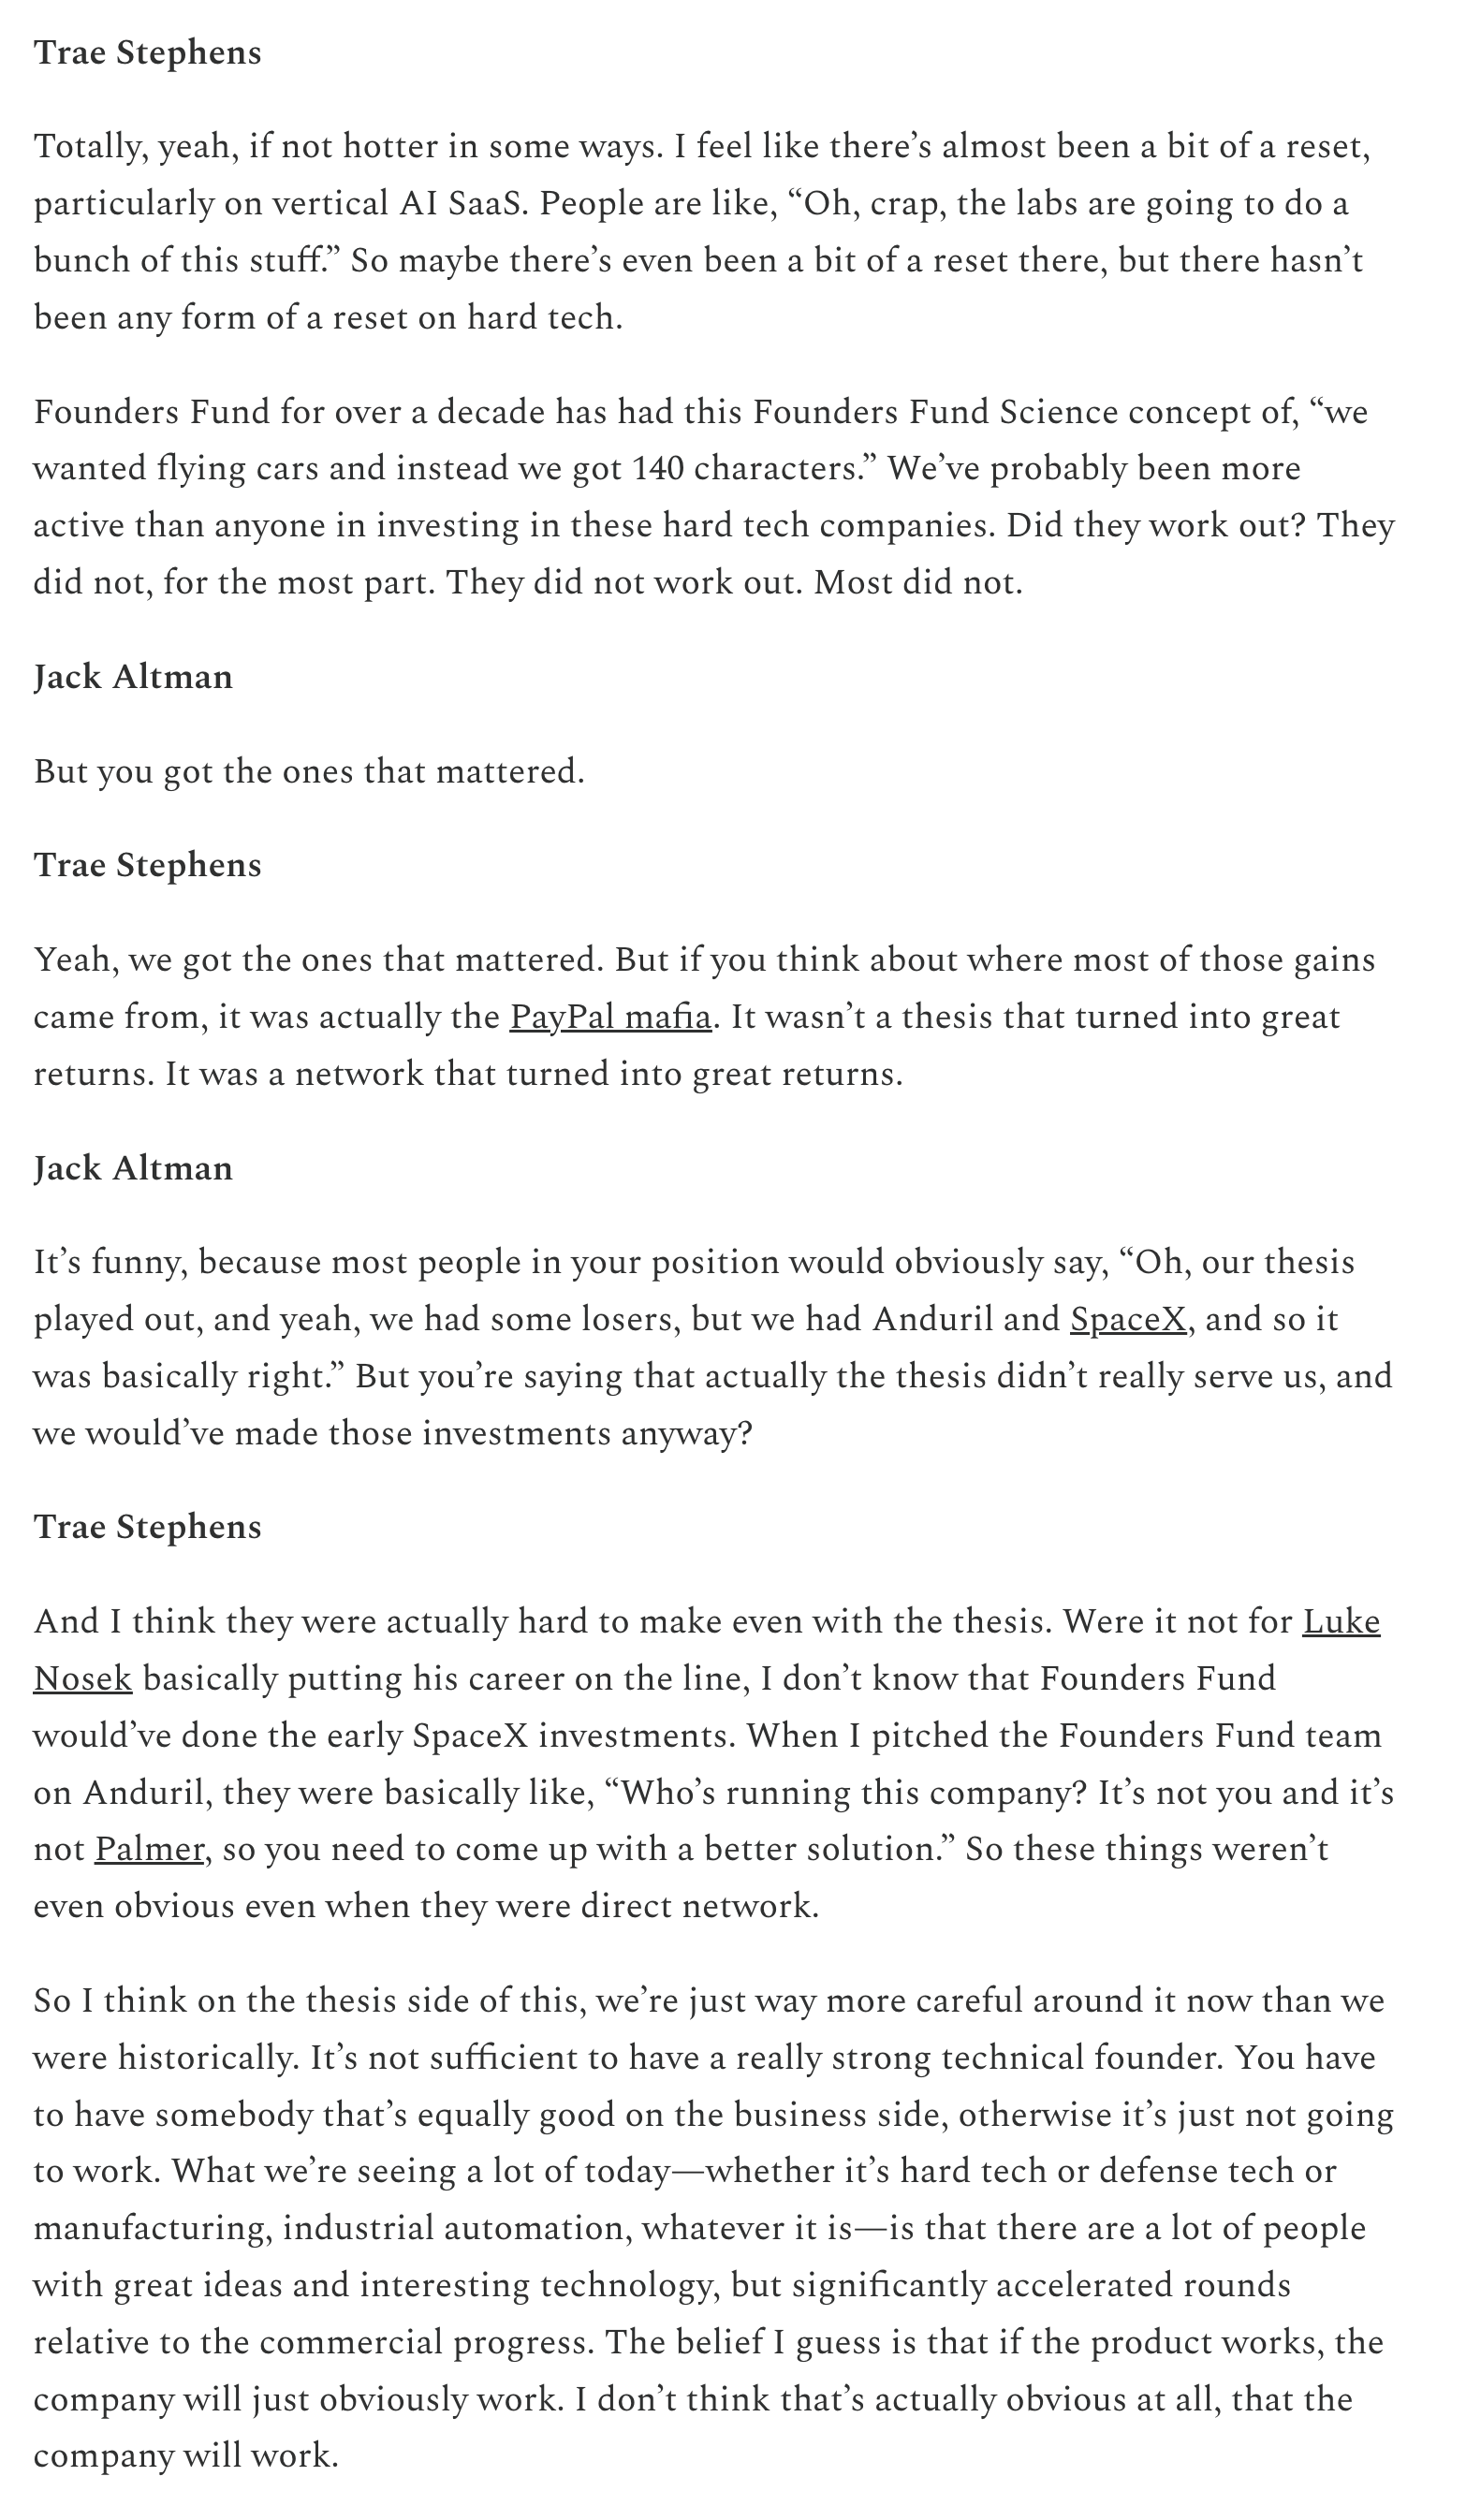 Trae Stephens
Totally, yeah, if not hotter in some ways. I feel like there’s almost been a bit of a reset,
particularly on vertical AI SaaS. People are like, “Oh, crap, the labs are going to do a
bunch of this stuff.” So maybe there’s even been a bit of a reset there, but there hasn’t
been any form of a reset on hard tech.
Founders Fund for over a decade has had this Founders Fund Science concept of, “we
wanted flying cars and instead we got 140 characters.” We’ve probably been more
active than anyone in investing in these hard tech companies. Did they work out? They
did not, for the most part. They did not work out. Most did not.
Jack Altman
But you got the ones that mattered.
Trae Stephens
Yeah, we got the ones that mattered. But if you think about where most of those gains
came from, it was actually the PayPal mafia. It wasn’t a thesis that turned into great
returns. It was a network that turned into great returns.
Jack Altman
It’s funny, because most people in your position would obviously say, “Oh, our thesis
played out, and yeah, we had some losers, but we had Anduril and SpaceX, and so it
was basically right.” But you’re saying that actually the thesis didn’t really serve us, and
we would’ve made those investments anyway?
Trae Stephens
And I think they were actually hard to make even with the thesis. Were it not for Luke
Nosek basically putting his career on the line, I don’t know that Founders Fund
would’ve done the early SpaceX investments. When I pitched the Founders Fund team
on Anduril, they were basically like, “Who’s running this company? It’s not you and it’s
not Palmer, so you need to come up with a better solution.” So these things weren’t
even obvious even when they were direct network.
So I think on the thesis side of this, we’re just way more careful around it now than we
were historically. It’s not sufficient to have a really strong technical founder. You have
to have somebody that’s equally good on the business side, otherwise it’s just not going
to work. What we’re seeing a lot of today—whether it’s hard tech or defense tech or
manufacturing, industrial automation, whatever it is—is that there are a lot of people
with great ideas and interesting technology, but significantly accelerated rounds
relative to the commercial progress. The belief I guess is that if the product works, the
company will just obviously work. I don’t think that’s actually obvious at all, that the
company will work.